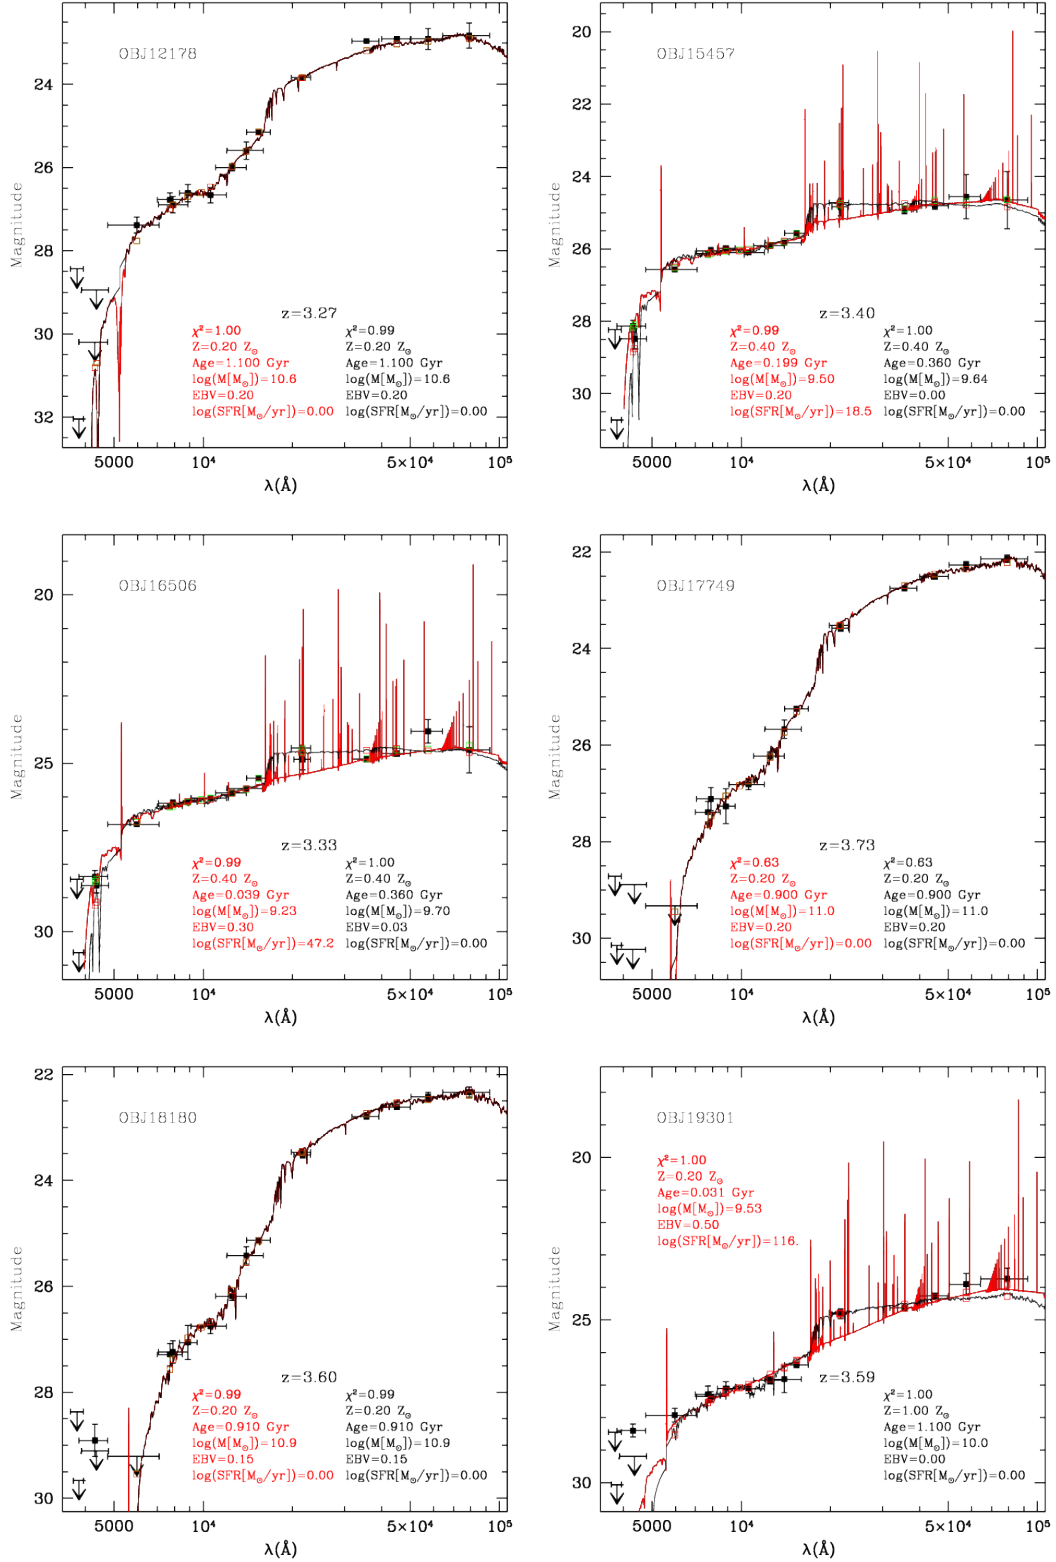 OBJ12178
24
26
28
30
32
Magnitude
z=3.27
χ²=1.00
Z=0.20 Z⊙
Age=1.100 Gyr
log(M[M⊙])=10.6
EBV=0.20
log(SFR[M⊙/yr])=0.00
χ²=0.99
Z=0.20 Z⊙
Age=1.100 Gyr
log(M[M⊙])=10.6
EBV=0.20
log(SFR[M⊙/yr])=0.00
5000 10⁴ 5×10⁴ 10⁵
λ(Å)
OBJ15457
20
22
24
26
28
30
Magnitude
z=3.40
χ²=0.99
Z=0.40 Z⊙
Age=0.199 Gyr
log(M[M⊙])=9.50
EBV=0.20
log(SFR[M⊙/yr])=18.5
χ²=1.00
Z=0.40 Z⊙
Age=0.360 Gyr
log(M[M⊙])=9.64
EBV=0.00
log(SFR[M⊙/yr])=0.00
5000 10⁴ 5×10⁴ 10⁵
λ(Å)
OBJ16506
20
25
30
Magnitude
z=3.33
χ²=0.99
Z=0.40 Z⊙
Age=0.039 Gyr
log(M[M⊙])=9.23
EBV=0.30
log(SFR[M⊙/yr])=47.2
χ²=1.00
Z=0.40 Z⊙
Age=0.360 Gyr
log(M[M⊙])=9.70
EBV=0.03
log(SFR[M⊙/yr])=0.00
5000 10⁴ 5×10⁴ 10⁵
λ(Å)
OBJ17749
22
24
26
28
30
Magnitude
z=3.73
χ²=0.63
Z=0.20 Z⊙
Age=0.900 Gyr
log(M[M⊙])=11.0
EBV=0.20
log(SFR[M⊙/yr])=0.00
χ²=0.63
Z=0.20 Z⊙
Age=0.900 Gyr
log(M[M⊙])=11.0
EBV=0.20
log(SFR[M⊙/yr])=0.00
5000 10⁴ 5×10⁴ 10⁵
λ(Å)
OBJ18180
22
24
26
28
30
Magnitude
z=3.60
χ²=0.99
Z=0.20 Z⊙
Age=0.910 Gyr
log(M[M⊙])=10.9
EBV=0.15
log(SFR[M⊙/yr])=0.00
χ²=0.99
Z=0.20 Z⊙
Age=0.910 Gyr
log(M[M⊙])=10.9
EBV=0.15
log(SFR[M⊙/yr])=0.00
5000 10⁴ 5×10⁴ 10⁵
λ(Å)
OBJ19301
χ²=1.00
Z=0.20 Z⊙
Age=0.031 Gyr
log(M[M⊙])=9.53
EBV=0.50
log(SFR[M⊙/yr])=116.
20
25
30
Magnitude
z=3.59
χ²=1.00
Z=1.00 Z⊙
Age=1.100 Gyr
log(M[M⊙])=10.0
EBV=0.00
log(SFR[M⊙/yr])=0.00
5000 10⁴ 5×10⁴ 10⁵
λ(Å)